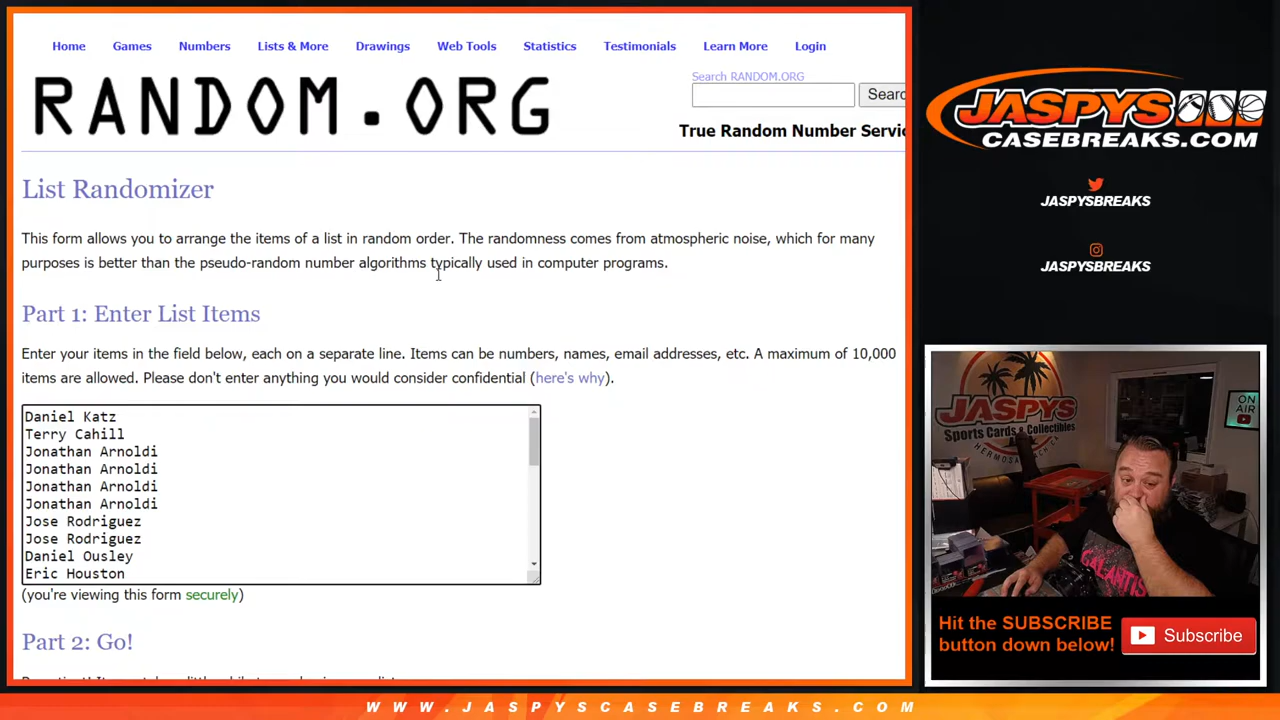 Home Games Numbers Lists & More Drawings Web Tools Statistics Testimonials Learn More Login
RANDOM.ORG
Search RANDOM.ORG
True Random Number
List Randomizer
This form allows you to arrange the items of a list in random order. The randomness comes from atmospheric noise, which for many
purposes is better than the pseudo-random number algorithms typically used in computer programs.
Part 1: Enter List Items
Enter your items in the field below, each on a separate line. Items can be numbers, names, email addresses, etc. A maximum of 10,000
items are allowed. Please don't enter anything you would consider confidential (here's why).
Daniel Katz
Terry Cahill
Jonathan Arnoldi
Jonathan Arnoldi
Jonathan Arnoldi
Jonathan Arnoldi
Jose Rodriguez
Jose Rodriguez
Daniel Ousley
Eric Houston
(you're viewing this form securely)
Part 2: Go!
JASPYS
CASEBREAKS.COM
JASPYSBREAKS
JASPYSBREAKS
JASPYS
Sports Cards & Collectibles
HERMOSA BEACH, CA
ON
AIR
GALANTIS
Hit the SUBSCRIBE
button down below!
Subscribe
WWW.JASPYSCASEBREAKS.COM